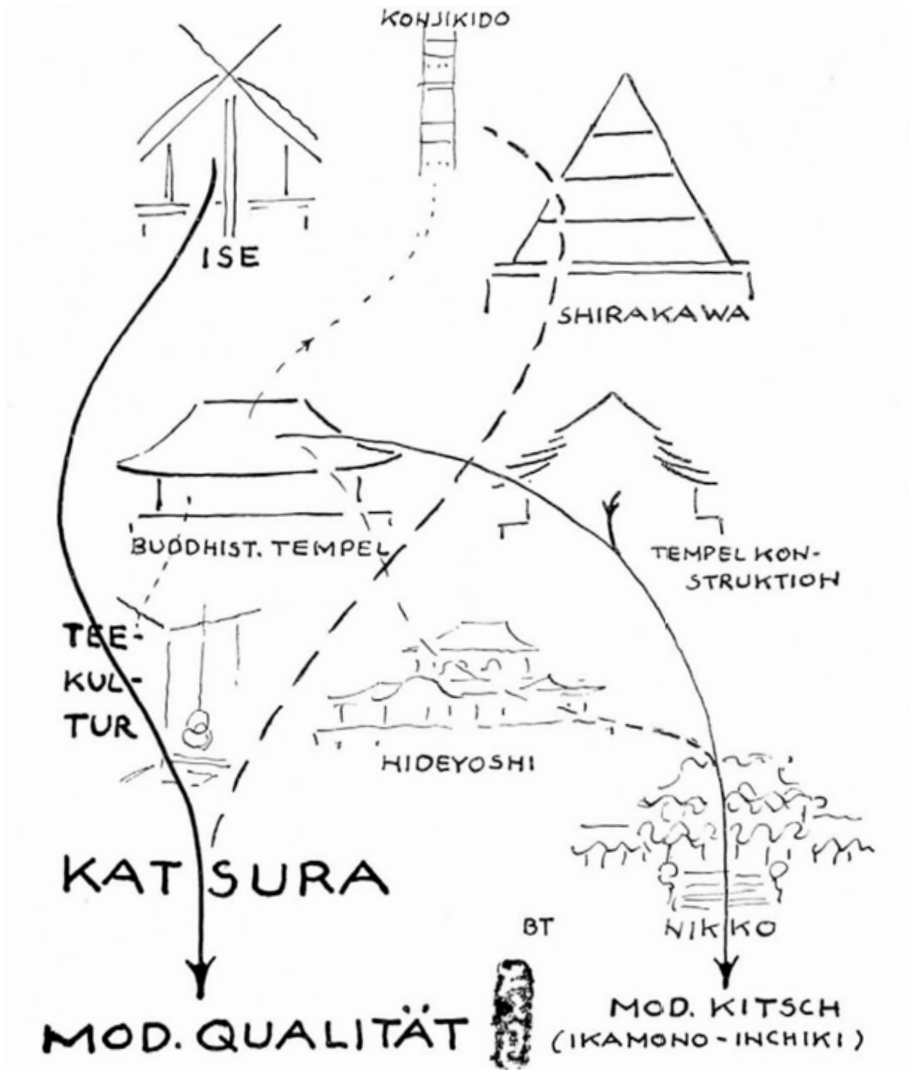 KONJIKIDO
ISE
SHIRAKAWA
BUDDHIST. TEMPEL
TEMPEL KON-
STRUKTION
TEE-
KUL-
TUR
HIDEYOSHI
KATSURA
BT
NIKKO
MOD. QUALITÄT
MOD. KITSCH
(IKAMONO-INCHIKI)